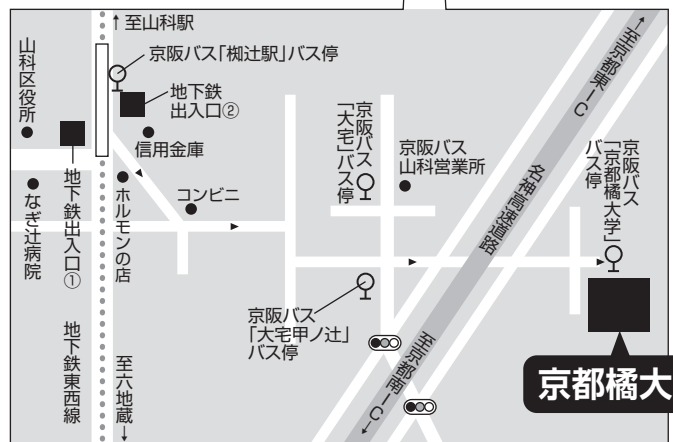 ↑至山科駅
京阪バス「椥辻駅」バス停
山科区役所
地下鉄
出入口②
信用金庫
地下鉄出入口①
なぎ辻病院
ホルモンの店
コンビニ
京阪バス
「大宅」バス停
京阪バス
山科営業所
←至京都東IC
名神高速道路
京阪バス
「京都橘大学」
バス停
京阪バス
「大宅甲ノ辻」
バス停
地下鉄東西線
至六地蔵→
至京都南IC→
京都橘大